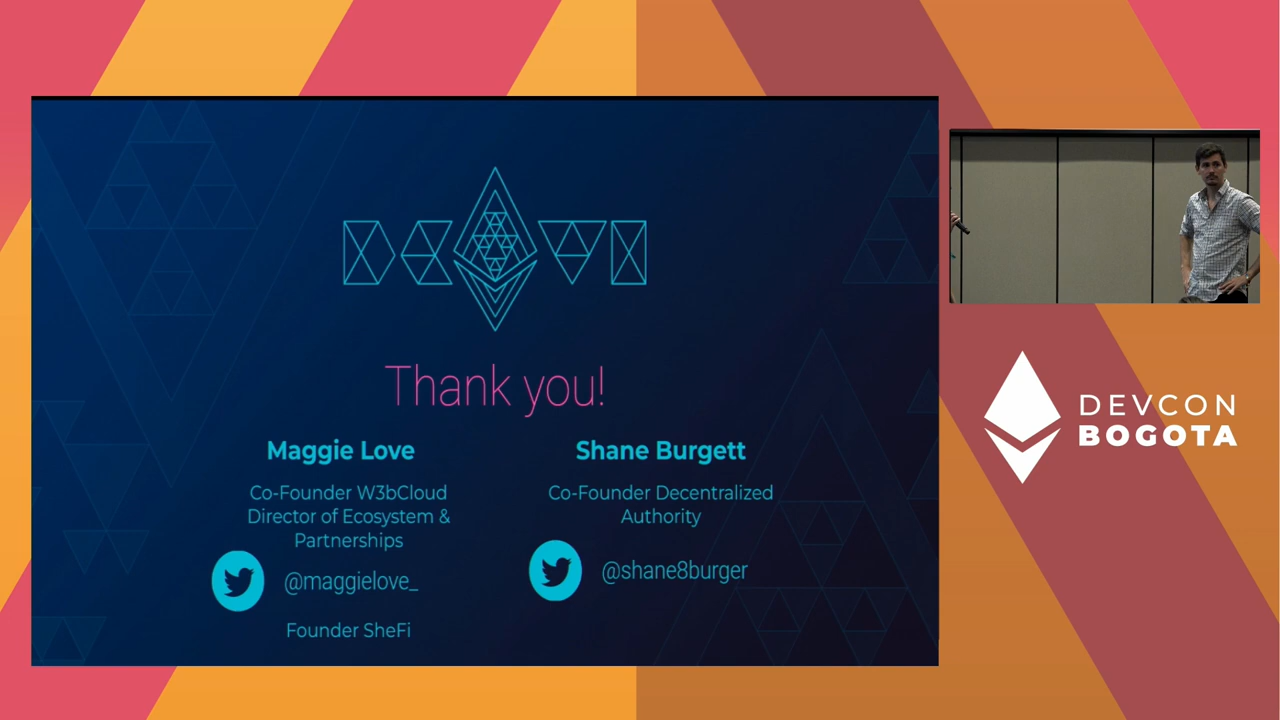 Thank you!
Maggie Love
Co-Founder W3bCloud
Director of Ecosystem &
Partnerships
@maggielove_
Founder SheFi
Shane Burgett
Co-Founder Decentralized
Authority
@shane8burger
DEVCON
BOGOTA